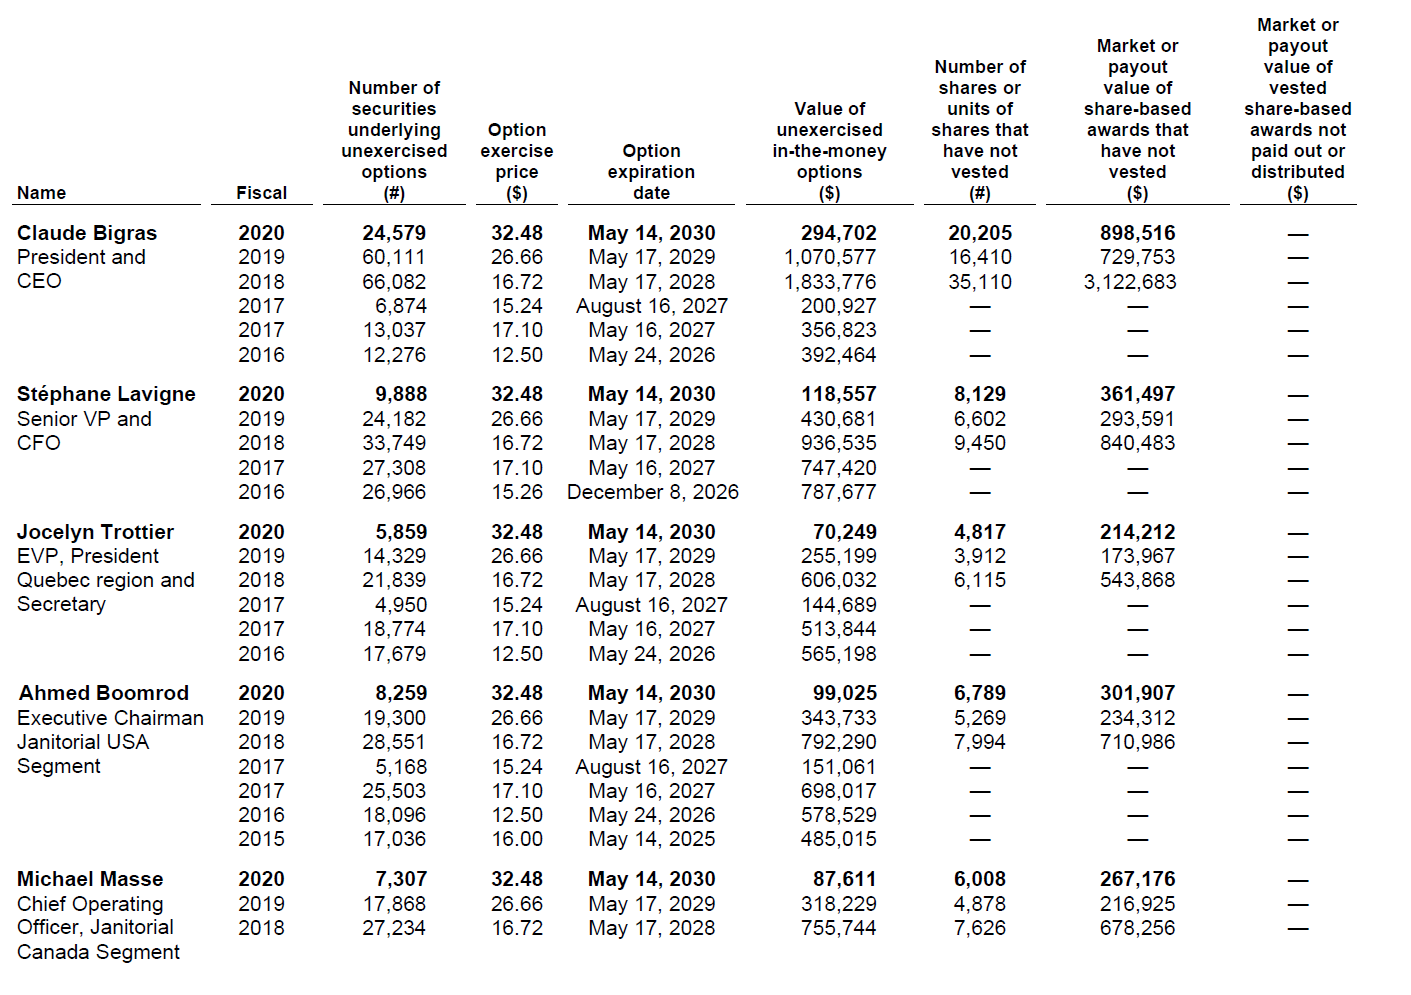 Market or
Market or payout
Number of payout value of
Number of shares or value of vested
securities Value of units of share-based share-based
underlying Option unexercised shares that awards that awards not
unexercised exercise Option in-the-money have not have not paid out or
options price expiration options vested vested distributed
Name Fiscal (#) ($) date ($) (#) ($) ($)
Claude Bigras 2020 24,579 32.48 May 14, 2030 294,702 20,205 898,516 —
President and 2019 60,111 26.66 May 17, 2029 1,070,577 16,410 729,753 —
CEO 2018 66,082 16.72 May 17, 2028 1,833,776 35,110 3,122,683 —
2017 6,874 15.24 August 16, 2027 200,927 — — —
2017 13,037 17.10 May 16, 2027 356,823 — — —
2016 12,276 12.50 May 24, 2026 392,464 — — —
Stéphane Lavigne 2020 9,888 32.48 May 14, 2030 118,557 8,129 361,497 —
Senior VP and 2019 24,182 26.66 May 17, 2029 430,681 6,602 293,591 —
CFO 2018 33,749 16.72 May 17, 2028 936,535 9,450 840,483 —
2017 27,308 17.10 May 16, 2027 747,420 — — —
2016 26,966 15.26 December 8, 2026 787,677 — — —
Jocelyn Trottier 2020 5,859 32.48 May 14, 2030 70,249 4,817 214,212 —
EVP, President 2019 14,329 26.66 May 17, 2029 255,199 3,912 173,967 —
Quebec region and 2018 21,839 16.72 May 17, 2028 606,032 6,115 543,868 —
Secretary 2017 4,950 15.24 August 16, 2027 144,689 — — —
2017 18,774 17.10 May 16, 2027 513,844 — — —
2016 17,679 12.50 May 24, 2026 565,198 — — —
Ahmed Boomrod 2020 8,259 32.48 May 14, 2030 99,025 6,789 301,907 —
Executive Chairman 2019 19,300 26.66 May 17, 2029 343,733 5,269 234,312 —
Janitorial USA 2018 28,551 16.72 May 17, 2028 792,290 7,994 710,986 —
Segment 2017 5,168 15.24 August 16, 2027 151,061 — — —
2017 25,503 17.10 May 16, 2027 698,017 — — —
2016 18,096 12.50 May 24, 2026 578,529 — — —
2015 17,036 16.00 May 14, 2025 485,015 — — —
Michael Masse 2020 7,307 32.48 May 14, 2030 87,611 6,008 267,176 —
Chief Operating 2019 17,868 26.66 May 17, 2029 318,229 4,878 216,925 —
Officer, Janitorial 2018 27,234 16.72 May 17, 2028 755,744 7,626 678,256 —
Canada Segment